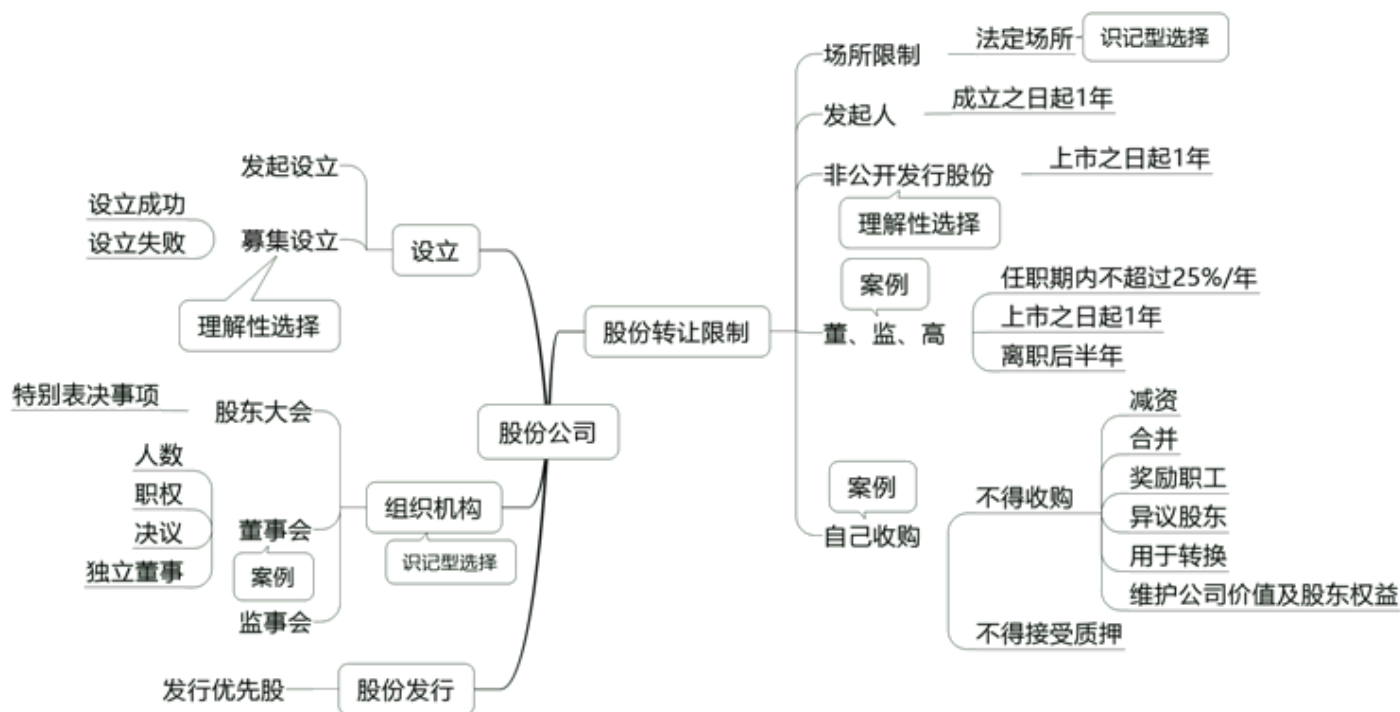 股份公司
设立
发起设立
募集设立
设立成功
设立失败
理解性选择
组织机构
识记型选择
股东大会
特别表决事项
董事会
案例
人数
职权
决议
独立董事
监事会
股份发行
发行优先股
股份转让限制
场所限制
法定场所
识记型选择
发起人
成立之日起1年
非公开发行股份
上市之日起1年
理解性选择
案例
董、监、高
任职期内不超过25%/年
上市之日起1年
离职后半年
案例
自己收购
不得收购
减资
合并
奖励职工
异议股东
用于转换
维护公司价值及股东权益
不得接受质押